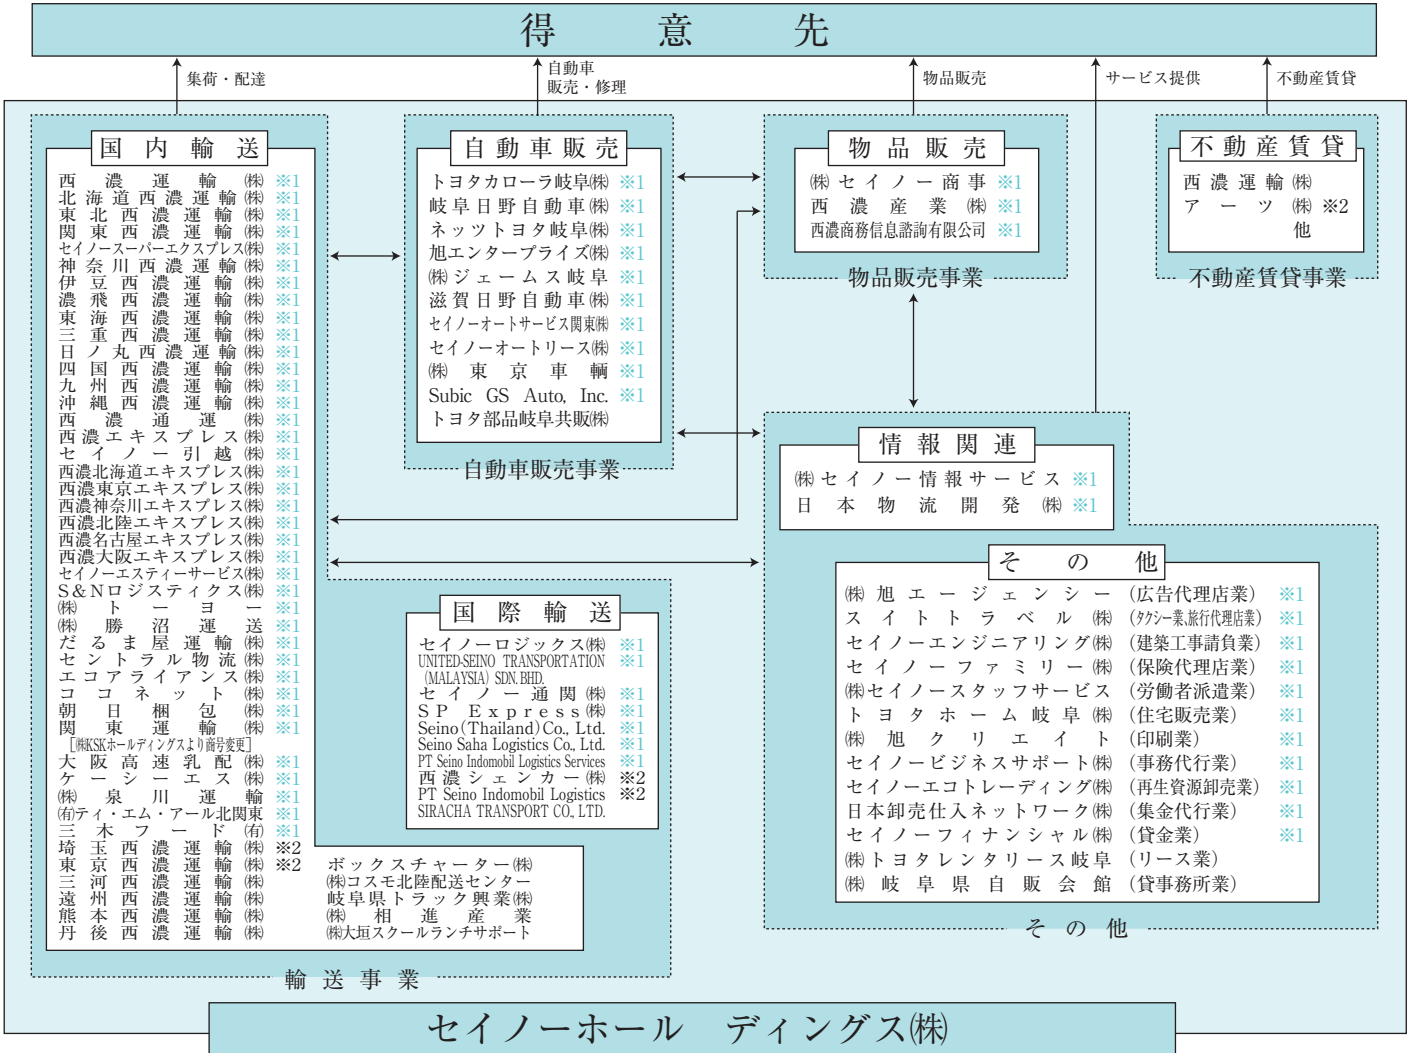 得意先
集荷・配達
自動車
販売・修理
物品販売
サービス提供
不動産賃貸
国内輸送
西濃運輸㈱ ※1
北海道西濃運輸㈱ ※1
東北西濃運輸㈱ ※1
関東西濃運輸㈱ ※1
セイノースーパーエクスプレス㈱ ※1
神奈川西濃運輸㈱ ※1
伊豆西濃運輸㈱ ※1
濃飛西濃運輸㈱ ※1
東海西濃運輸㈱ ※1
三重西濃運輸㈱ ※1
日ノ丸西濃運輸㈱ ※1
四国西濃運輸㈱ ※1
九州西濃運輸㈱ ※1
沖縄西濃運輸㈱ ※1
西濃通運㈱ ※1
西濃エキスプレス㈱ ※1
セイノー引越㈱ ※1
西濃北海道エキスプレス㈱ ※1
西濃東京エキスプレス㈱ ※1
西濃神奈川エキスプレス㈱ ※1
西濃北陸エキスプレス㈱ ※1
西濃名古屋エキスプレス㈱ ※1
西濃大阪エキスプレス㈱ ※1
セイノーエスティーサービス㈱ ※1
S&Nロジスティクス㈱ ※1
㈱トーヨー ※1
㈱勝沼運送 ※1
だるま屋運輸㈱ ※1
セントラル物流㈱ ※1
エコアライアンス㈱ ※1
ココネット㈱ ※1
朝日梱包㈱ ※1
関東運輸㈱ ※1
[㈱KSKホールディングスより商号変更]
大阪高速乳配㈱ ※1
ケーシーエス㈱ ※1
㈱泉川運輸 ※1
㈲ティ・エム・アール北関東 ※1
三木フード㈲ ※1
埼玉西濃運輸㈱ ※2
東京西濃運輸㈱ ※2
三河西濃運輸㈱
遠州西濃運輸㈱
熊本西濃運輸㈱
丹後西濃運輸㈱
ボックスチャーター㈱
㈱コスモ北陸配送センター
岐阜県トラック興業㈱
㈱相進産業
㈱大垣スクールランチサポート
国際輸送
セイノーロジックス㈱ ※1
UNITED-SEINO TRANSPORTATION ※1
(MALAYSIA) SDN.BHD.
セイノー通関㈱ ※1
SP Express㈱ ※1
Seino(Thailand)Co., Ltd. ※1
Seino Saha Logistics Co., Ltd. ※1
PT Seino Indomobil Logistics Services ※1
西濃シェンカー㈱ ※2
PT Seino Indomobil Logistics ※2
SIRACHA TRANSPORT CO., LTD.
輸送事業
自動車販売
トヨタカローラ岐阜㈱ ※1
岐阜日野自動車㈱ ※1
ネッツトヨタ岐阜㈱ ※1
旭エンタープライズ㈱ ※1
㈱ジェームス岐阜 ※1
滋賀日野自動車㈱ ※1
セイノーオートサービス関東㈱ ※1
セイノーオートリース㈱ ※1
㈱東京車輌 ※1
Subic GS Auto, Inc. ※1
トヨタ部品岐阜共販㈱
自動車販売事業
物品販売
㈱セイノー商事 ※1
西濃産業㈱ ※1
西濃商務信息諮詢有限公司 ※1
物品販売事業
不動産賃貸
西濃運輸㈱
アーツ㈱ ※2
他
不動産賃貸事業
情報関連
㈱セイノー情報サービス ※1
日本物流開発㈱ ※1
その他
㈱旭エージェンシー (広告代理店業) ※1
スイトトラベル㈱ (タクシー業、旅行代理店業) ※1
セイノーエンジニアリング㈱ (建築工事請負業) ※1
セイノーファミリー㈱ (保険代理店業) ※1
㈱セイノースタッフサービス (労働者派遣業) ※1
トヨタホーム岐阜㈱ (住宅販売業) ※1
㈱旭クリエイト (印刷業) ※1
セイノービジネスサポート㈱ (事務代行業) ※1
セイノーエコトレーディング㈱ (再生資源卸売業) ※1
日本卸売仕入ネットワーク㈱ (集金代行業) ※1
セイノーフィナンシャル㈱ (貸金業) ※1
㈱トヨタレンタリース岐阜 (リース業)
㈱岐阜県自販会館 (貸事務所業)
その他
セイノーホールディングス㈱